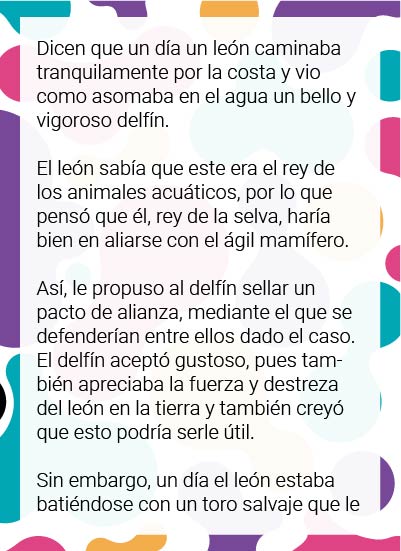 Dicen que un día un león caminaba
tranquilamente por la costa y vio
como asomaba en el agua un bello y
vigoroso delfín.
El león sabía que este era el rey de
los animales acuáticos, por lo que
pensó que él, rey de la selva, haría
bien en aliarse con el ágil mamífero.
Así, le propuso al delfín sellar un
pacto de alianza, mediante el que se
defenderían entre ellos dado el caso.
El delfín aceptó gustoso, pues tam-
bién apreciaba la fuerza y destreza
del león en la tierra y también creyó
que esto podría serle útil.
Sin embargo, un día el león estaba
batiéndose con un toro salvaje que le